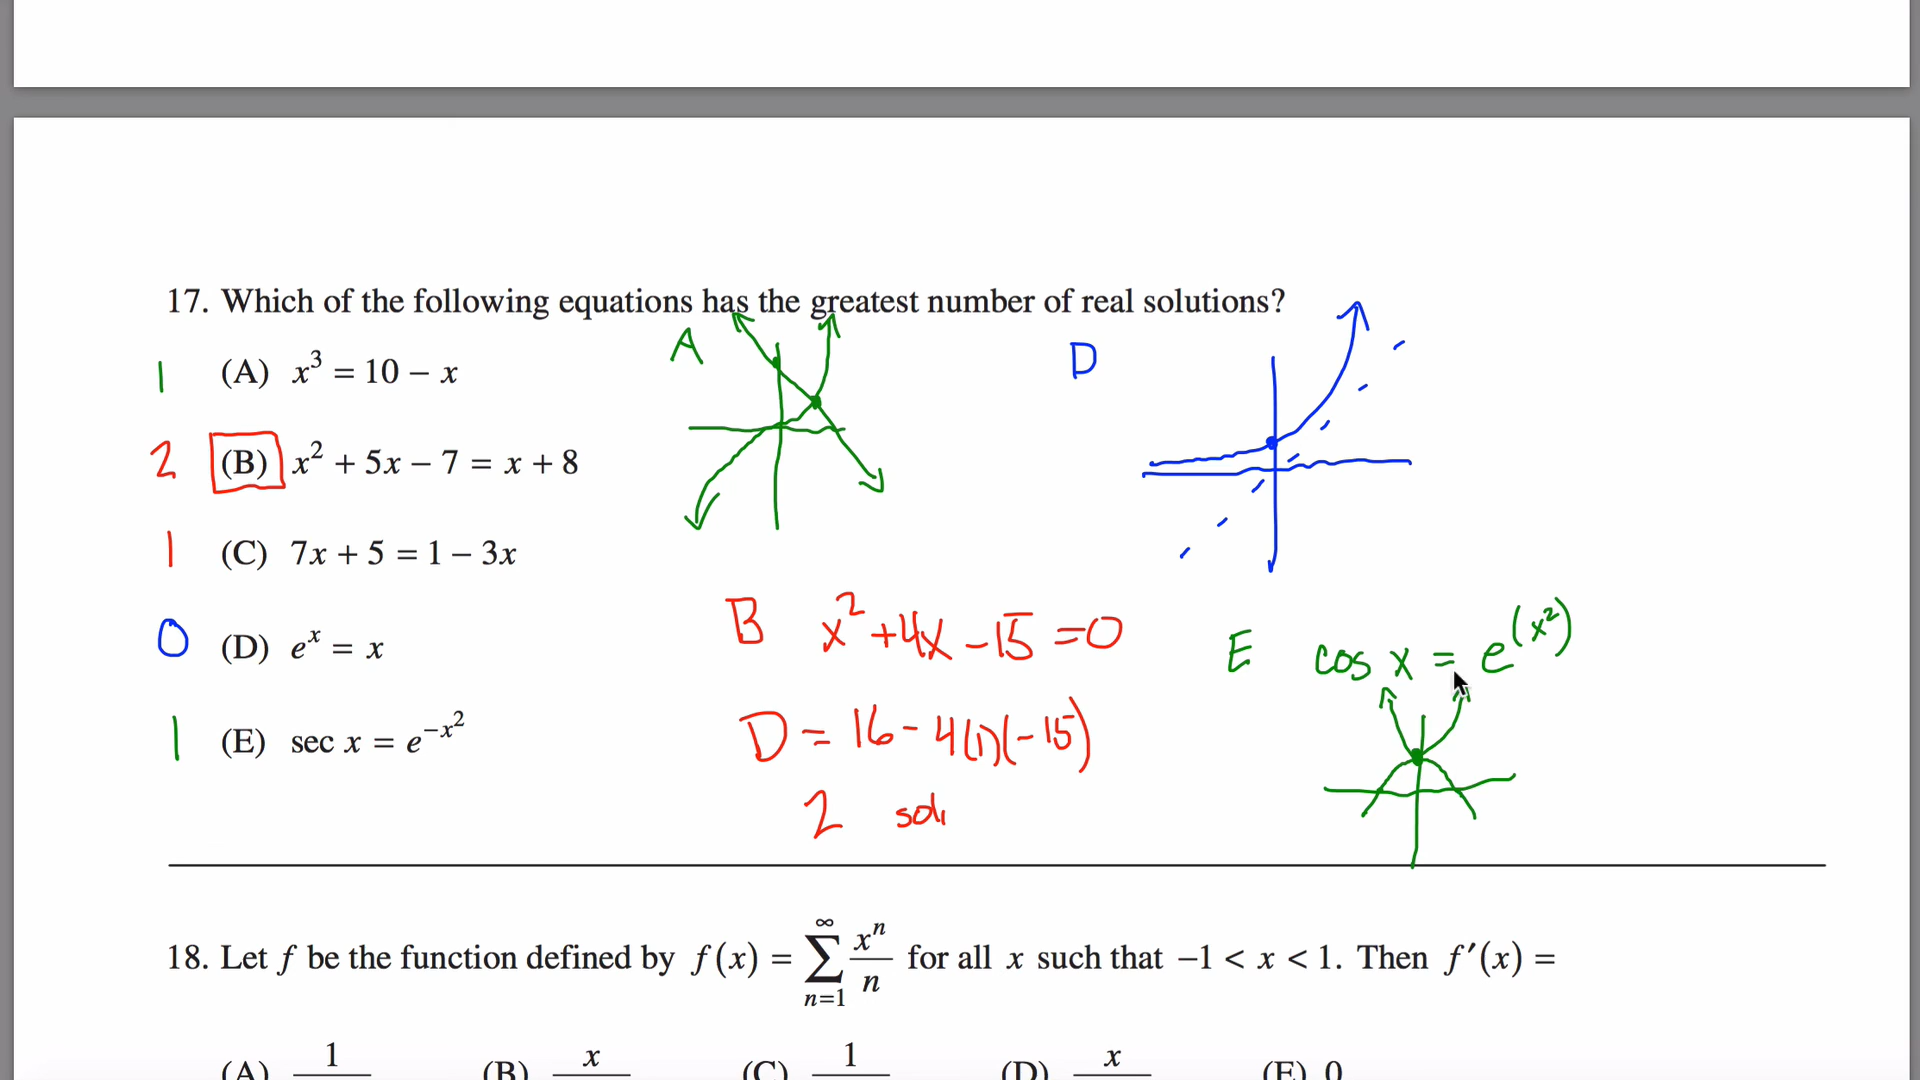 17. Which of the following equations has the greatest number of real solutions?
A
D
1 (A) x³ = 10 − x
2 (B) x² + 5x − 7 = x + 8
1 (C) 7x + 5 = 1 − 3x
0 (D) eˣ = x
1 (E) sec x = e^{−x²}
B x² + 4x − 15 = 0
D = 16 − 4(1)(−15)
2 sol
E cos x = e^{(x²)}
18. Let f be the function defined by f(x) = ∑_{n=1}^{∞} xⁿ/n for all x such that −1 < x < 1. Then f′(x) =
(A) 1 (B) x (C) 1 (D) x (E) 0